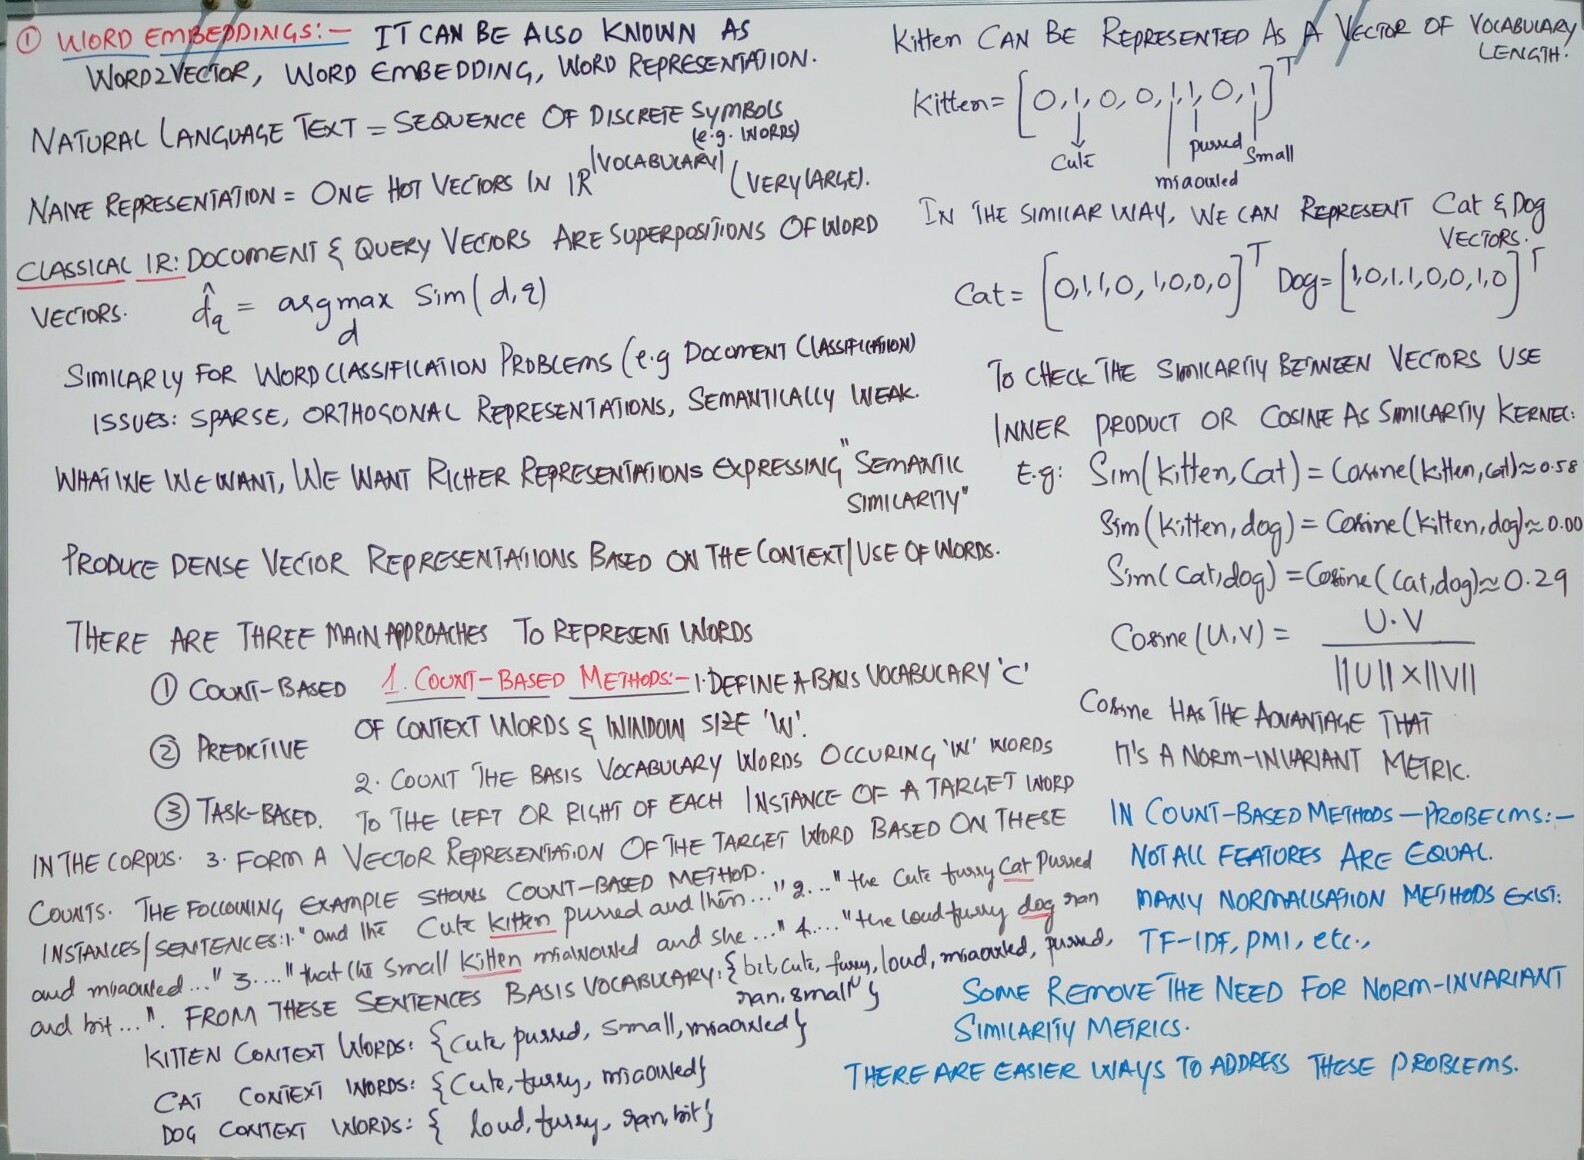 ① WORD EMBEDDINGS:- IT CAN BE ALSO KNOWN AS
WORD2VECTOR, WORD EMBEDDING, WORD REPRESENTATION.
NATURAL LANGUAGE TEXT = SEQUENCE OF DISCRETE SYMBOLS
(e.g. WORDS)
NAIVE REPRESENTATION = ONE HOT VECTORS IN IR^|VOCABULARY| (VERY LARGE).
CLASSICAL IR: DOCUMENT & QUERY VECTORS ARE SUPERPOSITIONS OF WORD
VECTORS. d̂q = argmax Sim(d,q)
d
SIMILARLY FOR WORD CLASSIFICATION PROBLEMS (e.g DOCUMENT CLASSIFICATION)
ISSUES: SPARSE, ORTHOGONAL REPRESENTATIONS, SEMANTICALLY WEAK.
WHAT WE WE WANT, WE WANT RICHER REPRESENTATIONS EXPRESSING "SEMANTIC
SIMILARITY"
PRODUCE DENSE VECTOR REPRESENTATIONS BASED ON THE CONTEXT/USE OF WORDS.
THERE ARE THREE MAIN APPROACHES TO REPRESENT WORDS
① COUNT-BASED
② PREDICTIVE
③ TASK-BASED.
1. COUNT-BASED METHODS:- 1. DEFINE A BASIS VOCABULARY 'C'
OF CONTEXT WORDS & WINDOW SIZE 'W'.
2. COUNT THE BASIS VOCABULARY WORDS OCCURING 'W' WORDS
TO THE LEFT OR RIGHT OF EACH INSTANCE OF A TARGET WORD
IN THE CORPUS. 3. FORM A VECTOR REPRESENTATION OF THE TARGET WORD BASED ON THESE
COUNTS. THE FOLLOWING EXAMPLE SHOWS COUNT-BASED METHOD.
INSTANCES/SENTENCES: 1. "and the Cute kitten purred and then..." 2. ..." the Cute furry Cat purred
and miaowed..." 3. ...." that the small kitten miaowed and she ..." 4. ...." the loud furry dog ran
and bit ...". FROM THESE SENTENCES BASIS VOCABULARY: { bit, cute, furry, loud, miaowed, purred,
ran, small }
KITTEN CONTEXT WORDS: { Cute, purred, Small, miaowed}
CAT CONTEXT WORDS: { Cute, furry, miaowed}
DOG CONTEXT WORDS: { loud, furry, ran, bit}
Kitten CAN BE REPRESENTED AS A VECTOR OF VOCABULARY
LENGTH.
Kitten = [0,1,0,0,1,1,0,1]^T
Cute miaowed purred Small
IN THE SIMILAR WAY, WE CAN REPRESENT Cat & Dog
VECTORS.
Cat = [0,1,1,0,1,0,0,0]^T Dog = [1,0,1,1,0,0,1,0]^T
TO CHECK THE SIMILARITY BETWEEN VECTORS USE
INNER PRODUCT OR COSINE AS SIMILARTIY KERNEL:
E.g: Sim(kitten, Cat) = Cosine(kitten, cat) ≈ 0.58
Sim(kitten, dog) = Cosine(kitten, dog) ≈ 0.00
Sim(Cat, dog) = Cosine(cat, dog) ≈ 0.29
Cosine(U,V) = U·V / ||U|| × ||V||
Cosine HAS THE ADVANTAGE THAT
IT'S A NORM-INVARIANT METRIC.
IN COUNT-BASED METHODS - PROBELMS:-
NOT ALL FEATURES ARE EQUAL.
MANY NORMALISATION METHODS EXIST:
TF-IDF, PMI, etc.,
SOME REMOVE THE NEED FOR NORM-INVARIANT
SIMILARITY METRICS.
THERE ARE EASIER WAYS TO ADDRESS THESE PROBLEMS.